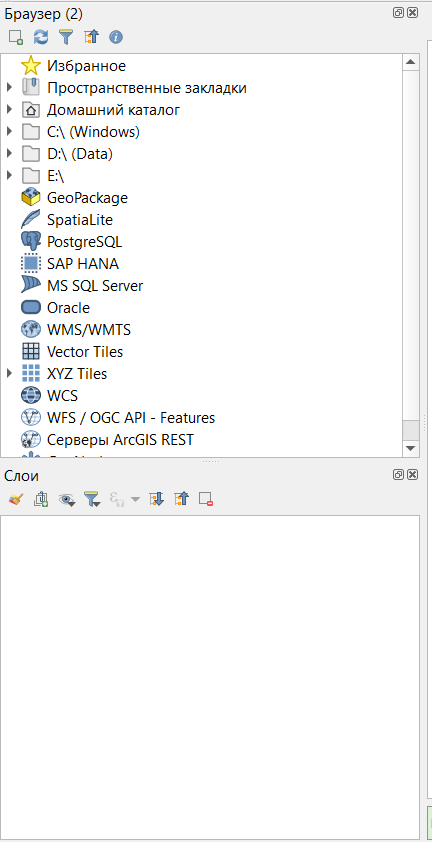 Браузер (2)
Избранное
Пространственные закладки
Домашний каталог
C:\ (Windows)
D:\ (Data)
E:\
GeoPackage
SpatiaLite
PostgreSQL
SAP HANA
MS SQL Server
Oracle
WMS/WMTS
Vector Tiles
XYZ Tiles
WCS
WFS / OGC API - Features
Серверы ArcGIS REST
Слои